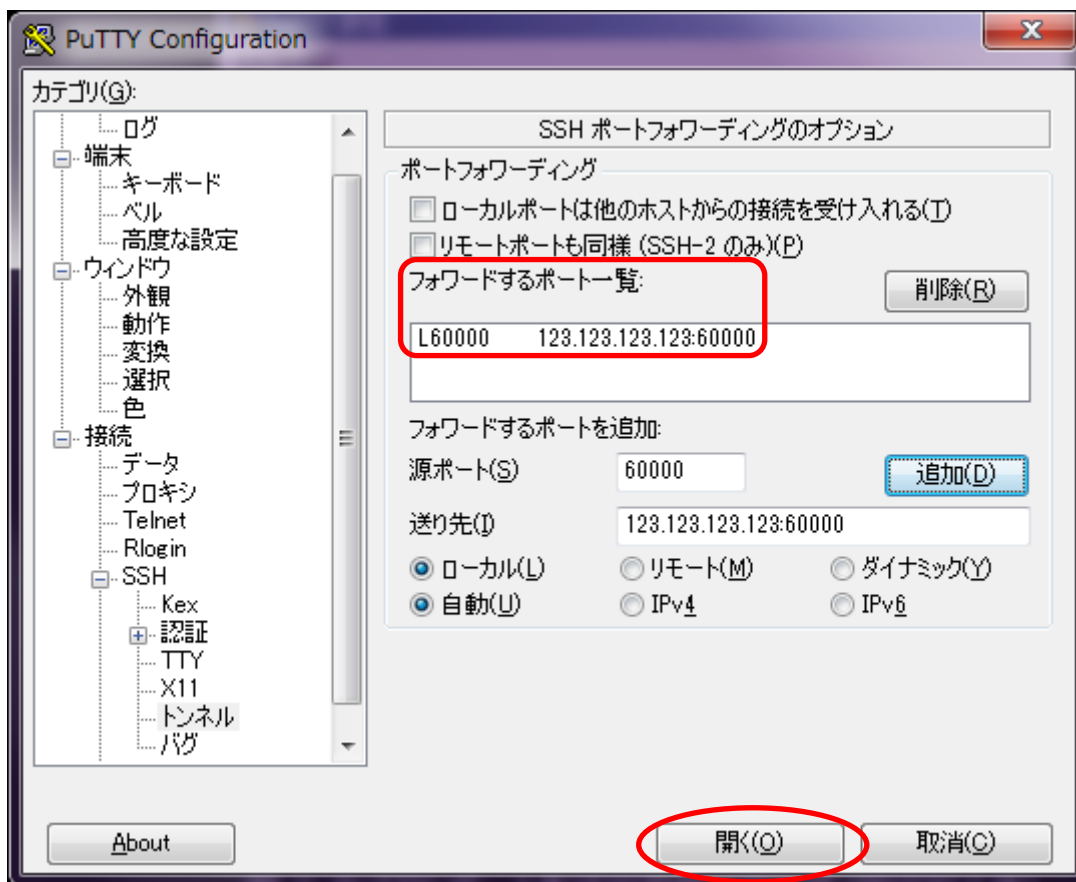 PuTTY Configuration
カテゴリ(G):
ログ
端末
キーボード
ベル
高度な設定
ウィンドウ
外観
動作
変換
選択
色
接続
データ
プロキシ
Telnet
Rlogin
SSH
Kex
認証
TTY
X11
トンネル
バグ
SSH ポートフォワーディングのオプション
ポートフォワーディング
ローカルポートは他のホストからの接続を受け入れる(T)
リモートポートも同様 (SSH-2 のみ)(P)
フォワードするポート一覧:
削除(R)
L60000 123.123.123.123:60000
フォワードするポートを追加:
源ポート(S) 60000 追加(D)
送り先(I) 123.123.123.123:60000
ローカル(L) リモート(M) ダイナミック(Y)
自動(U) IPv4 IPv6
About 開く(O) 取消(C)